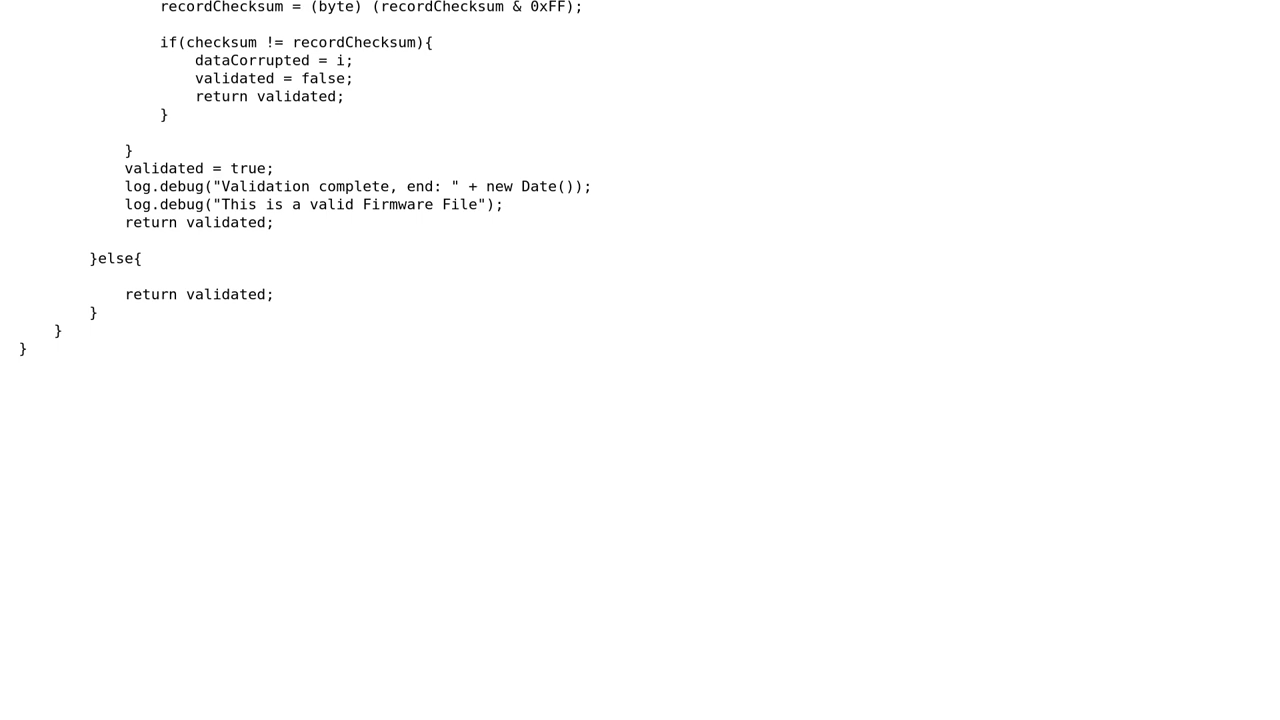 recordChecksum = (byte) (recordChecksum & 0xFF);
if(checksum != recordChecksum){
dataCorrupted = i;
validated = false;
return validated;
}
}
validated = true;
log.debug("Validation complete, end: " + new Date());
log.debug("This is a valid Firmware File");
return validated;
}else{
return validated;
}
}
}